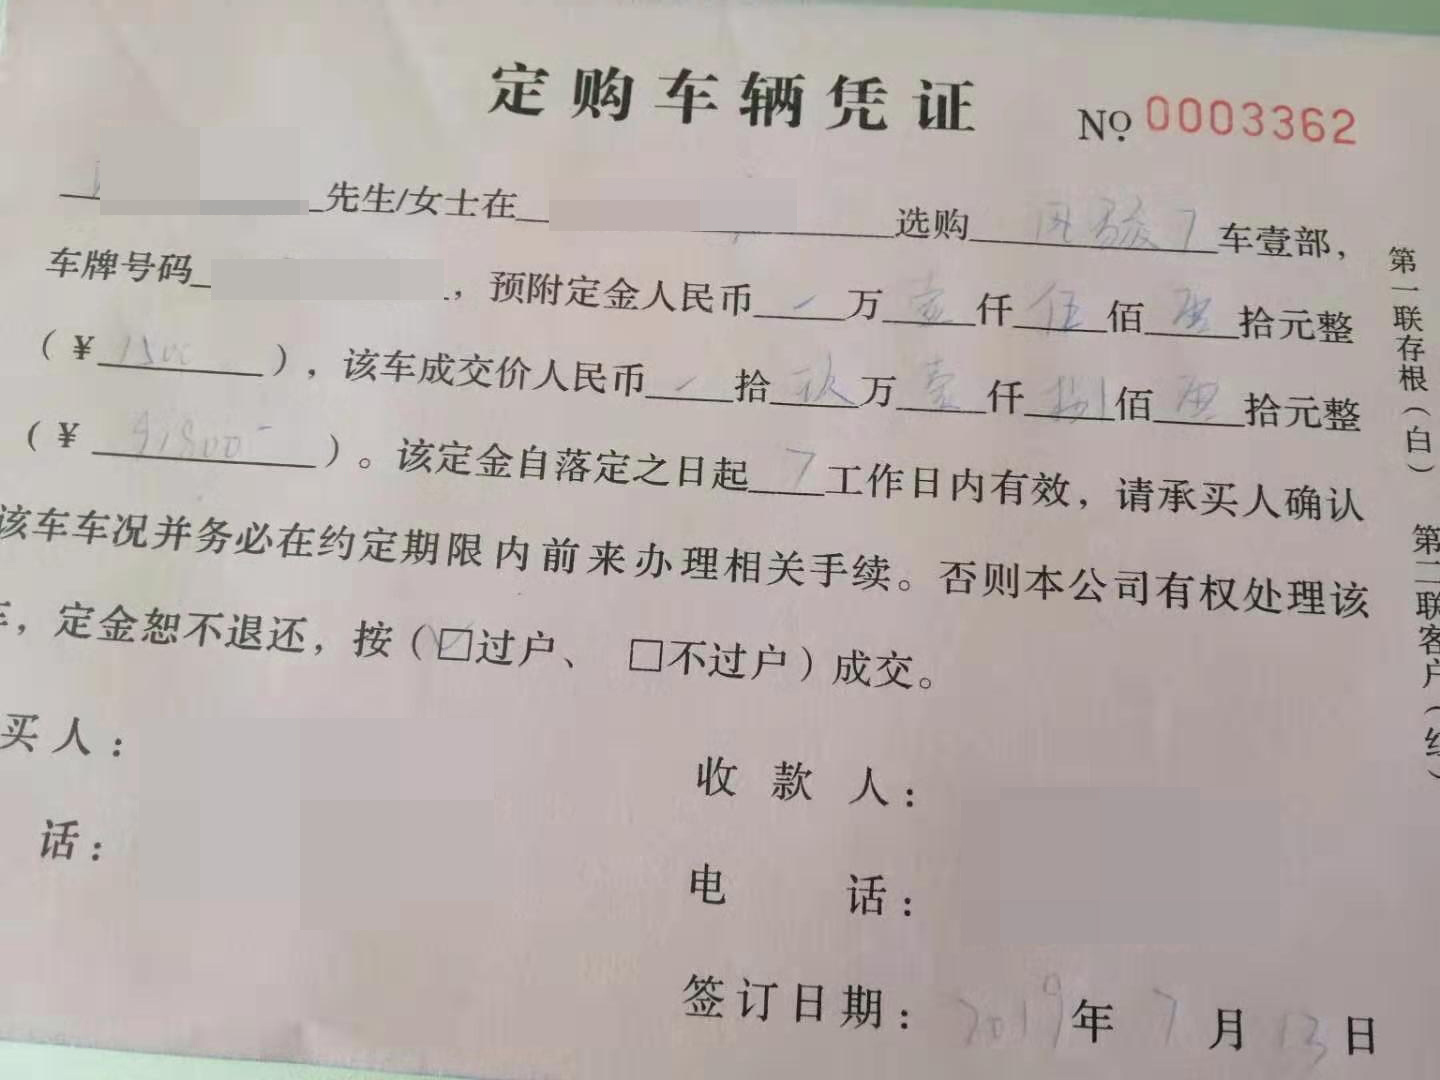 定购车辆凭证 No. 0003362
先生/女士在 选购 风骏7 车壹部，
车牌号码 ，预附定金人民币 一 万 壹 仟 伍 佰 零 拾元整
（¥ 1500 ），该车成交价人民币 一 拾 玖 万 壹 仟 捌 佰 零 拾元整
（¥ 91800- ）。该定金自落定之日起 7 工作日内有效，请承买人确认
该车车况并务必在约定期限内前来办理相关手续。否则本公司有权处理该
车，定金恕不退还，按（☑过户、 □不过户）成交。
买人：
收款人：
话：
电 话：
签订日期： 2019 年 7 月 13 日
第一联存根（白） 第二联客户（红）